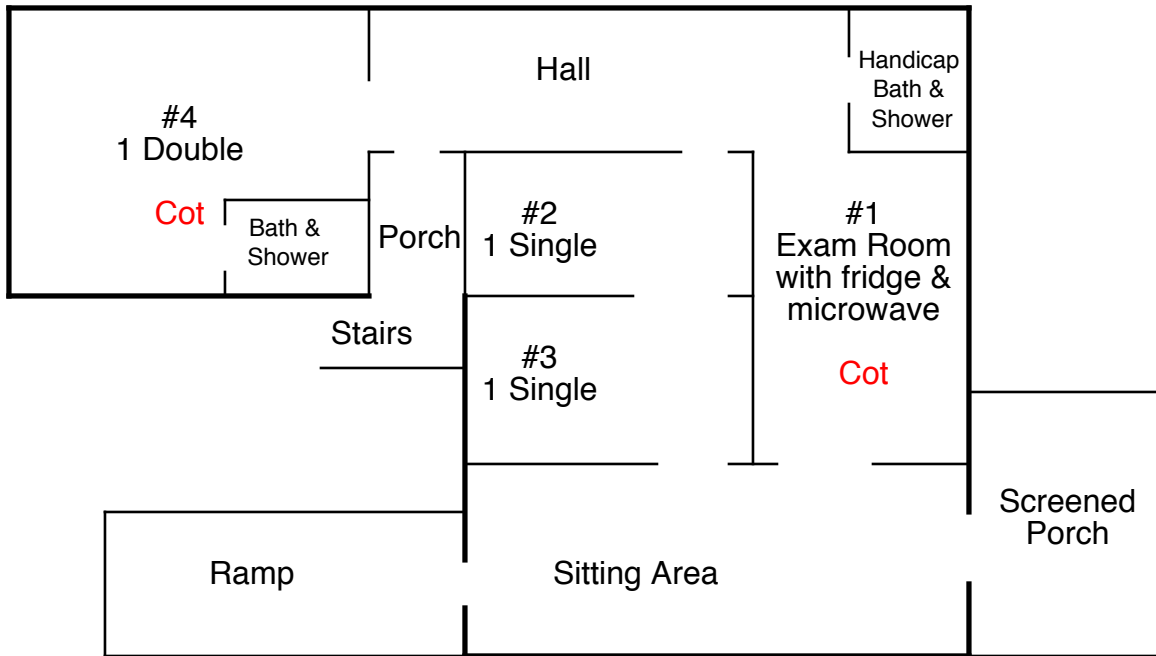 Hall
Handicap
Bath &
Shower
#4
1 Double
Cot
Bath &
Shower
Porch
#2
1 Single
#1
Exam Room
with fridge &
microwave
Cot
Stairs
#3
1 Single
Screened
Porch
Ramp
Sitting Area